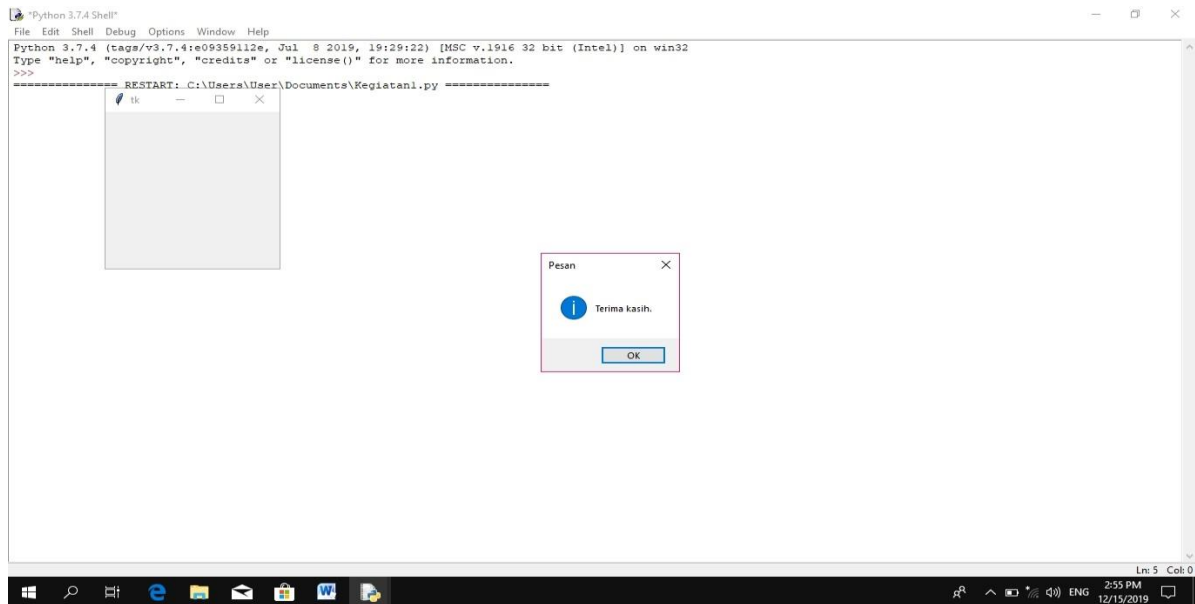 *Python 3.7.4 Shell*
File Edit Shell Debug Options Window Help
Python 3.7.4 (tags/v3.7.4:e09359112e, Jul  8 2019, 19:29:22) [MSC v.1916 32 bit (Intel)] on win32
Type "help", "copyright", "credits" or "license()" for more information.
>>>
=============== RESTART: C:\Users\User\Documents\Kegiatan1.py ===============
tk
Pesan
Terima kasih.
OK
Ln: 5 Col: 0
ENG
2:55 PM
12/15/2019